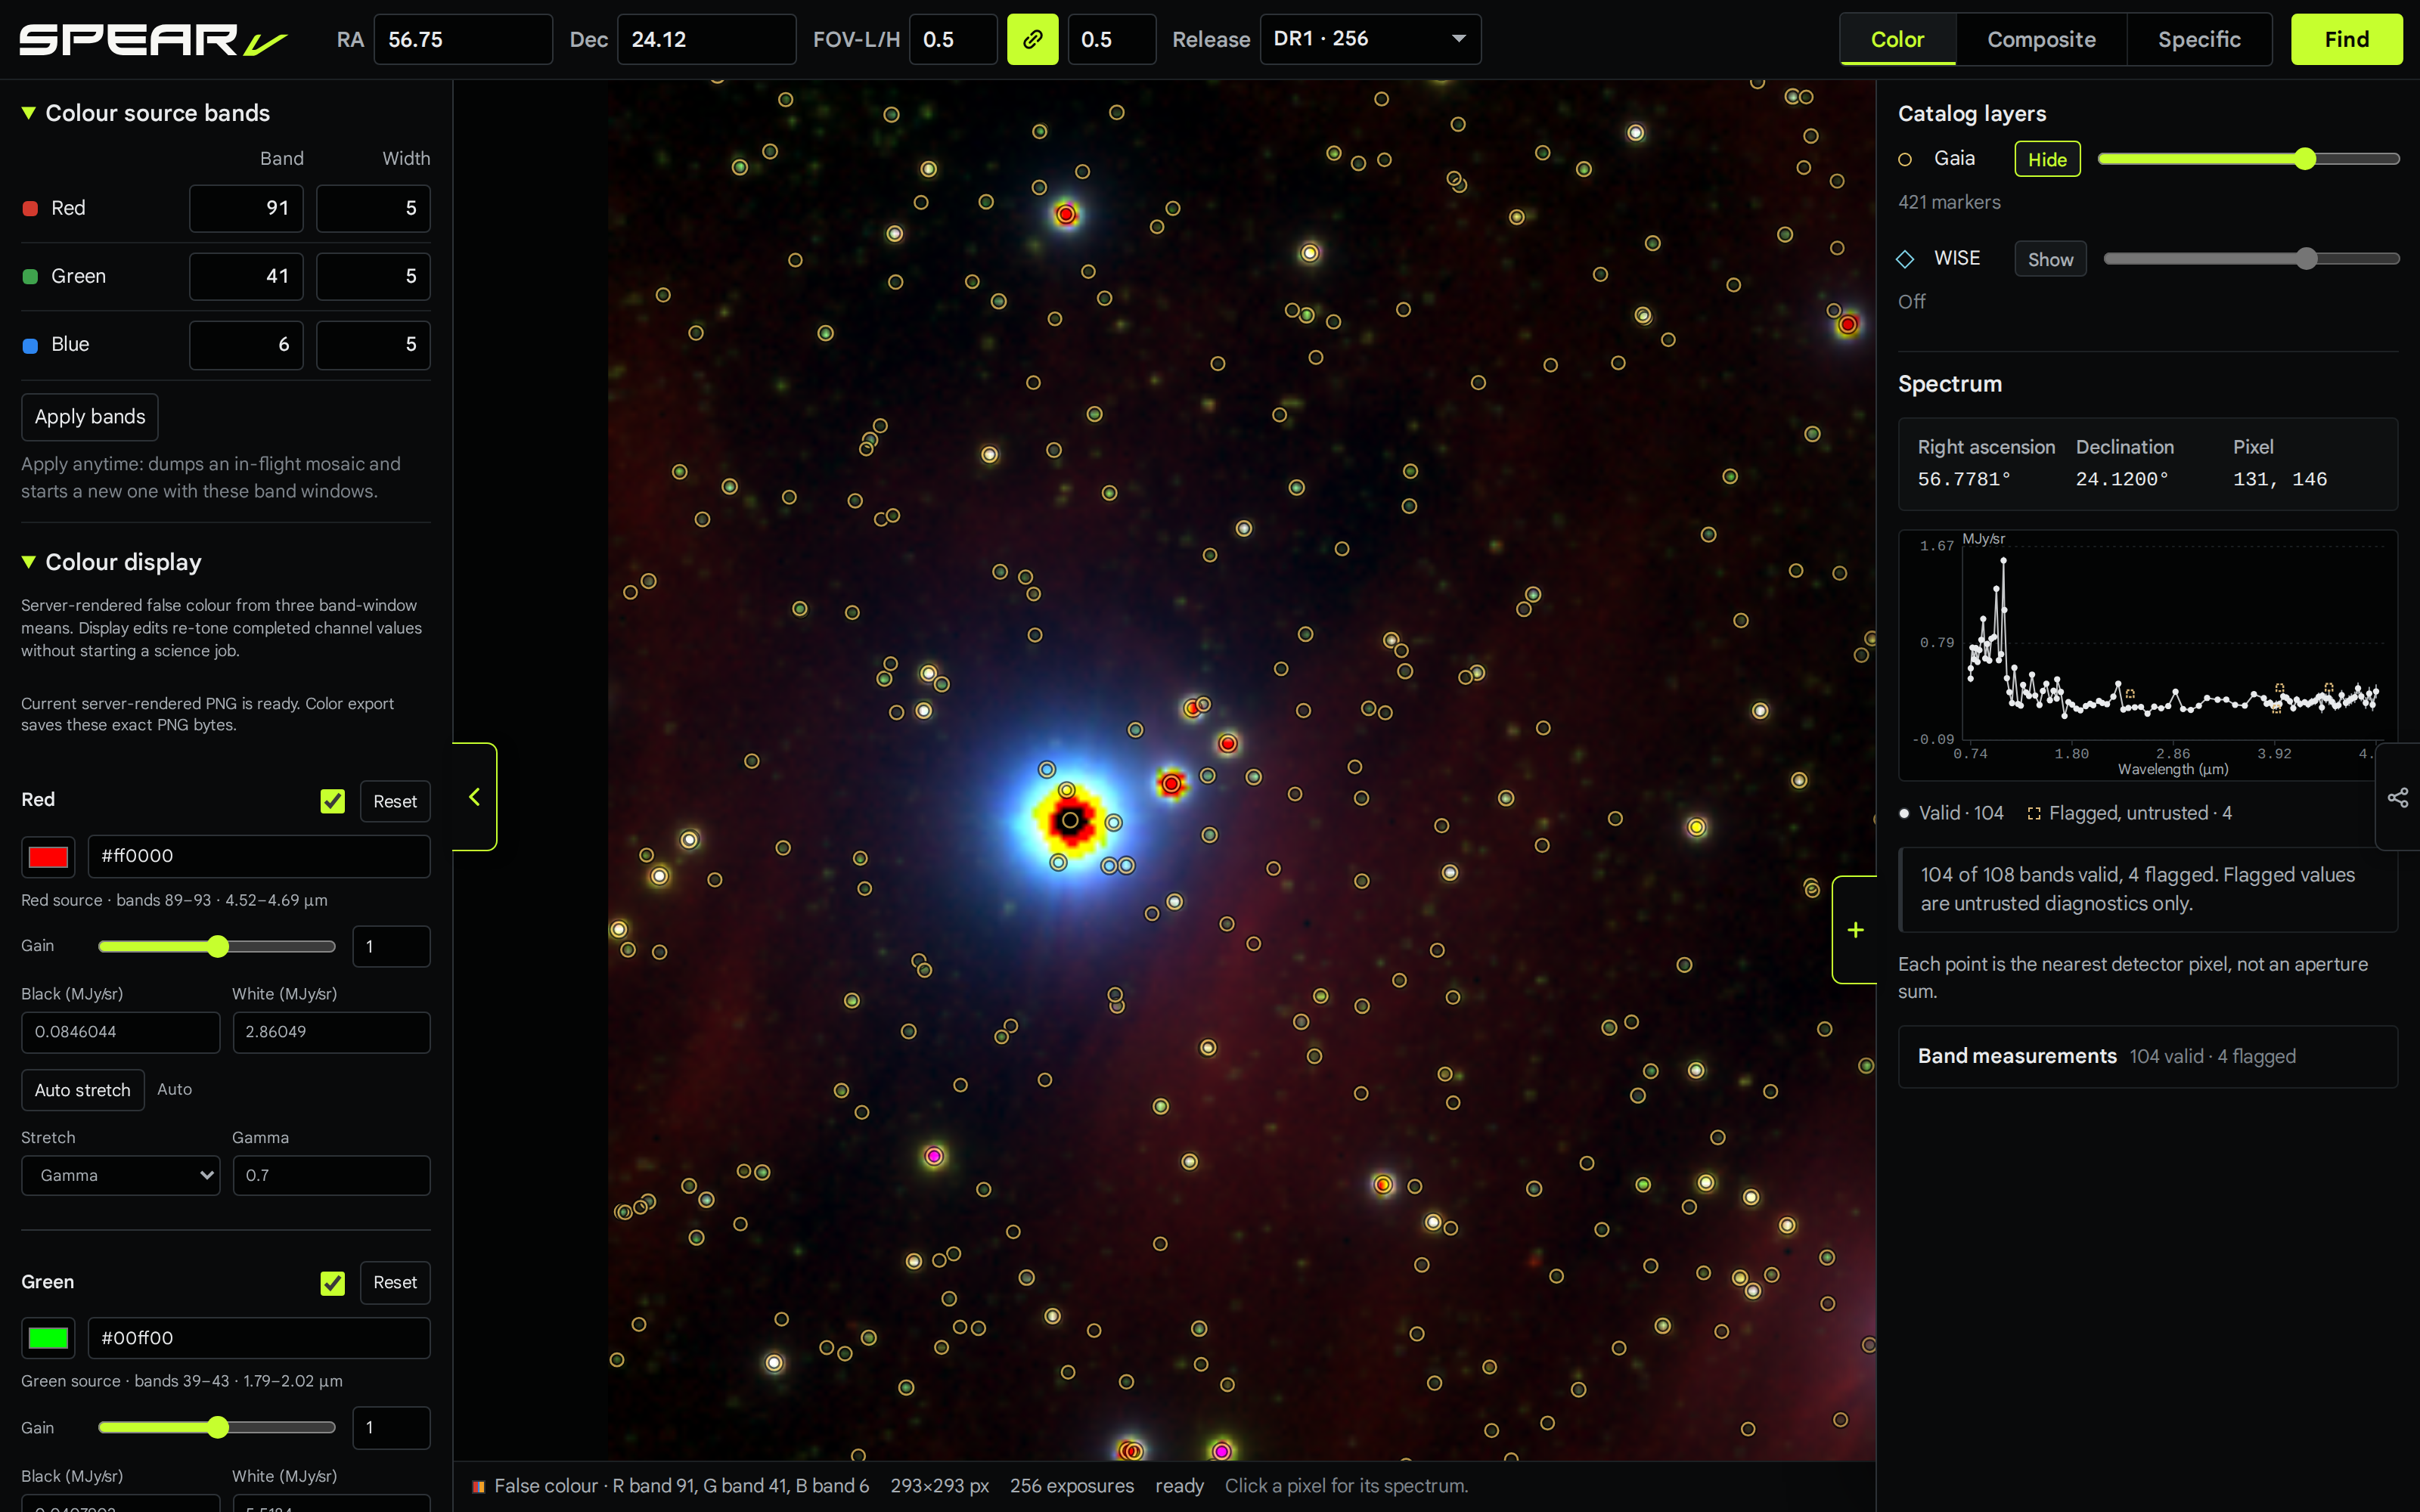 SPEAR
RA 56.75 Dec 24.12 FOV-L/H 0.5 0.5 Release DR1 · 256
Color Composite Specific Find
Colour source bands
Band Width
Red 91 5
Green 41 5
Blue 6 5
Apply bands
Apply anytime: dumps an in-flight mosaic and
starts a new one with these band windows.
Colour display
Server-rendered false colour from three band-window
means. Display edits re-tone completed channel values
without starting a science job.
Current server-rendered PNG is ready. Color export
saves these exact PNG bytes.
Red Reset
#ff0000
Red source · bands 89–93 · 4.52–4.69 µm
Gain 1
Black (MJy/sr) White (MJy/sr)
0.0846044 2.86049
Auto stretch Auto
Stretch Gamma
Gamma 0.7
Green Reset
#00ff00
Green source · bands 39–43 · 1.79–2.02 µm
Gain 1
Black (MJy/sr) White (MJy/sr)
False colour · R band 91, G band 41, B band 6 293×293 px 256 exposures ready Click a pixel for its spectrum.
Catalog layers
Gaia Hide
421 markers
WISE Show
Off
Spectrum
Right ascension Declination Pixel
56.7781° 24.1200° 131, 146
MJy/sr
1.67
0.79
-0.09
0.74 1.80 2.86 3.92 4.
Wavelength (µm)
Valid · 104 Flagged, untrusted · 4
104 of 108 bands valid, 4 flagged. Flagged values
are untrusted diagnostics only.
Each point is the nearest detector pixel, not an aperture
sum.
Band measurements 104 valid · 4 flagged